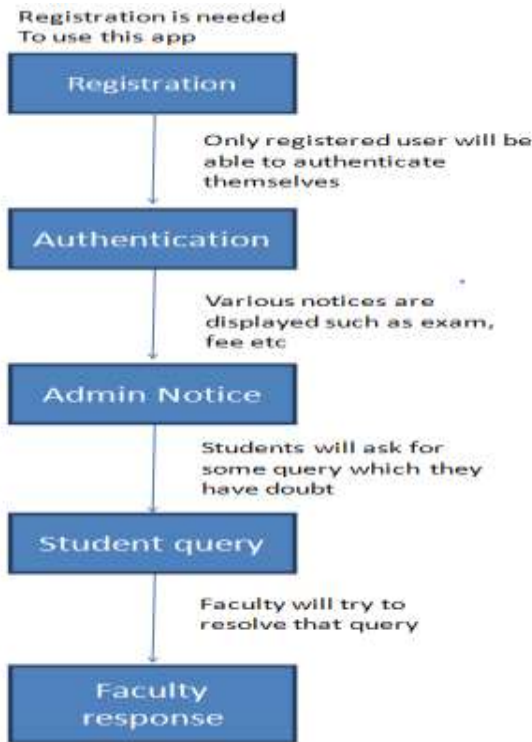 Registration is needed
To use this app
Registration
Only registered user will be
able to authenticate
themselves
Authentication
Various notices are
displayed such as exam,
fee etc
Admin Notice
Students will ask for
some query which they
have doubt
Student query
Faculty will try to
resolve that query
Faculty
response